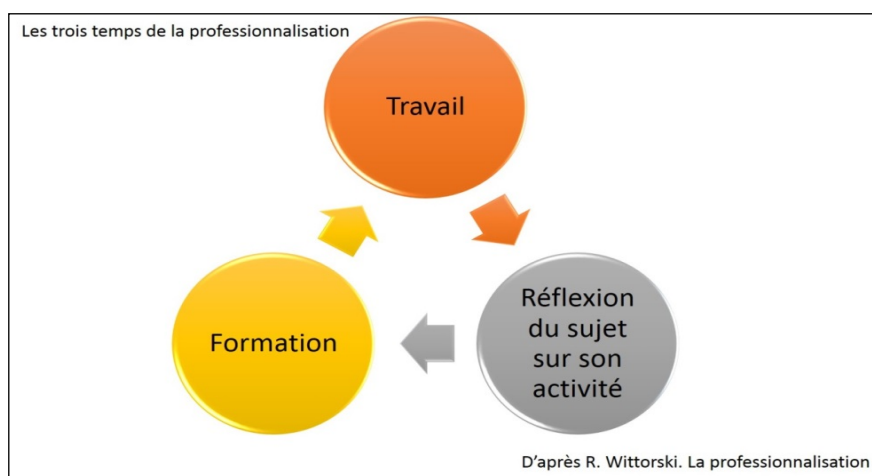 Les trois temps de la professionnalisation
Travail
Réflexion
du sujet
sur son
activité
Formation
D'après R. Wittorski. La professionnalisation